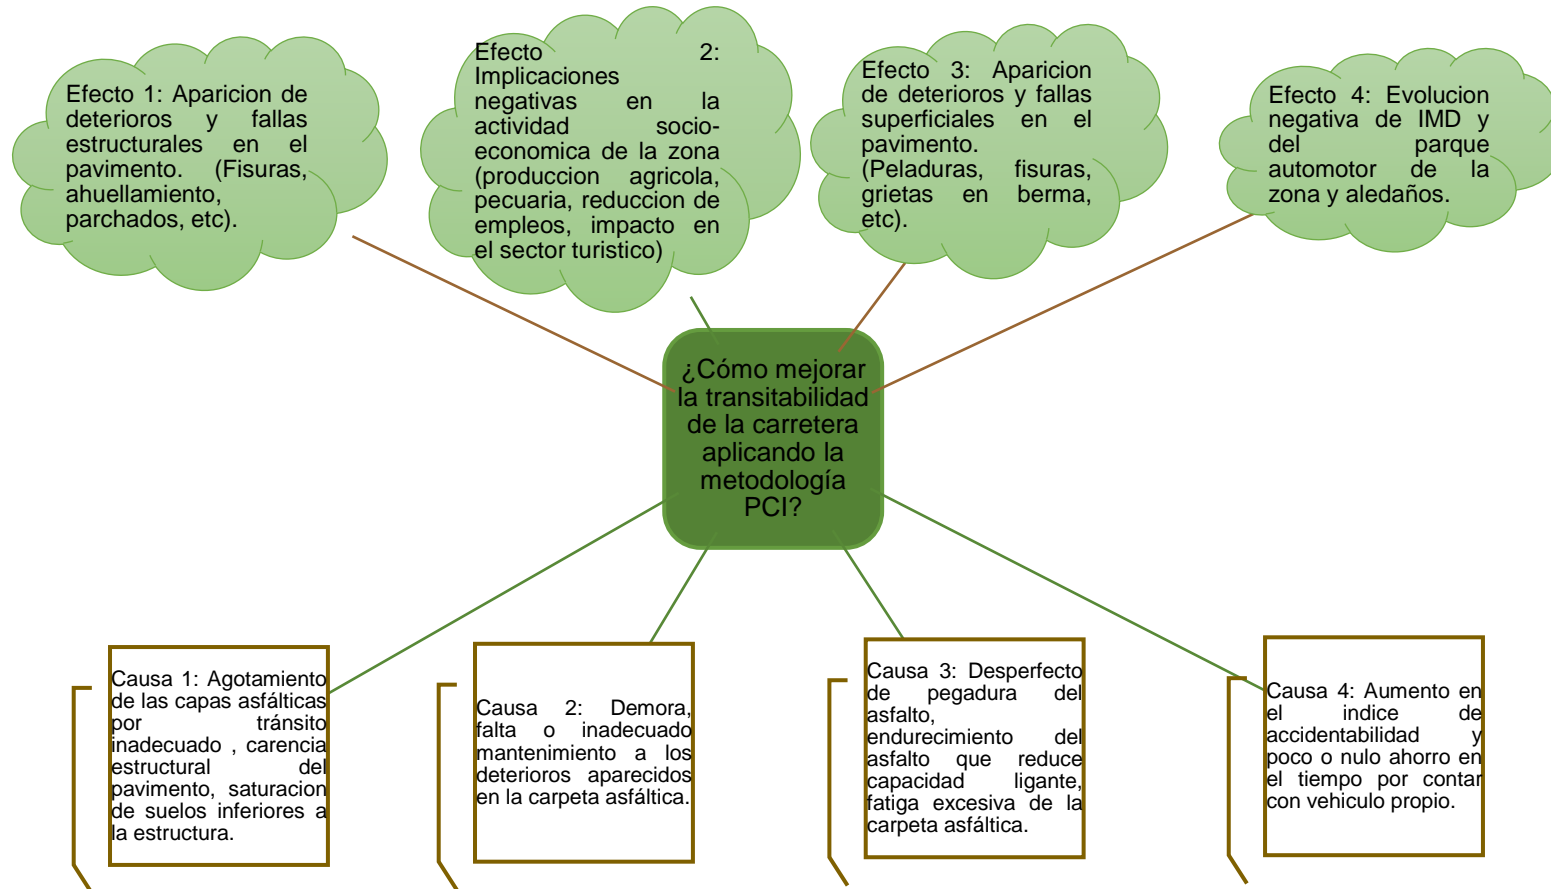 Efecto 1: Aparicion de
deterioros y fallas
estructurales en el
pavimento. (Fisuras,
ahuellamiento,
parchados, etc).
Efecto 2:
Implicaciones
negativas en la
actividad socio-
economica de la zona
(produccion agricola,
pecuaria, reduccion de
empleos, impacto en
el sector turistico)
Efecto 3: Aparicion
de deterioros y fallas
superficiales en el
pavimento.
(Peladuras, fisuras,
grietas en berma,
etc).
Efecto 4: Evolucion
negativa de IMD y
del parque
automotor de la
zona y aledaños.
¿Cómo mejorar
la transitabilidad
de la carretera
aplicando la
metodología
PCI?
Causa 1: Agotamiento
de las capas asfálticas
por tránsito
inadecuado , carencia
estructural del
pavimento, saturacion
de suelos inferiores a
la estructura.
Causa 2: Demora,
falta o inadecuado
mantenimiento a los
deterioros aparecidos
en la carpeta asfáltica.
Causa 3: Desperfecto
de pegadura del
asfalto,
endurecimiento del
asfalto que reduce
capacidad ligante,
fatiga excesiva de la
carpeta asfáltica.
Causa 4: Aumento en
el indice de
accidentabilidad y
poco o nulo ahorro en
el tiempo por contar
con vehiculo propio.